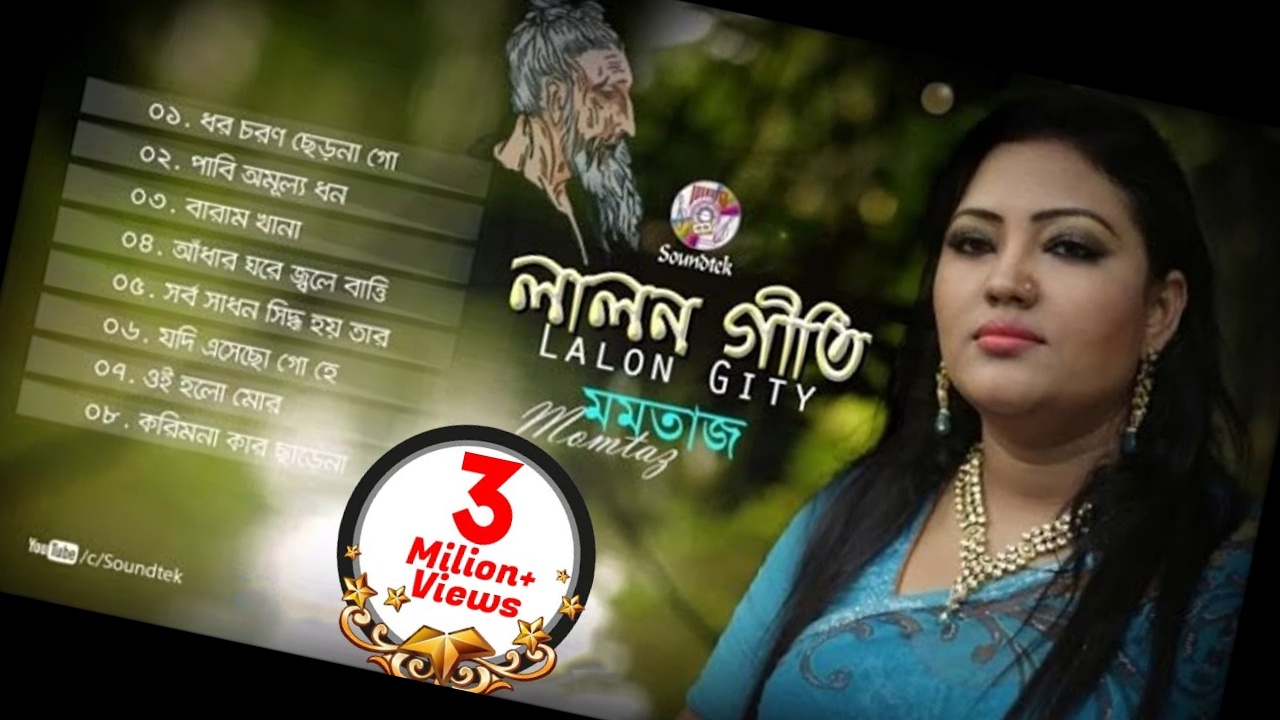 ০১. ধর চরণ ছেড়না গো
০২. পাবি অমূল্য ধন
০৩. বারাম খানা
০৪. আঁধার ঘরে জ্বলে বাত্তি
০৫. সর্ব সাধন সিদ্ধ হয় তার
০৬. যদি এসেছো গো হে
০৭. ওই হলো মোর
০৮. করিমনা কার ছাড়েনা
YouTube /c/Soundtek
Soundtek
লালন গীতি
LALON GITY
মমতাজ
Momtaz
3
Milion+
Views